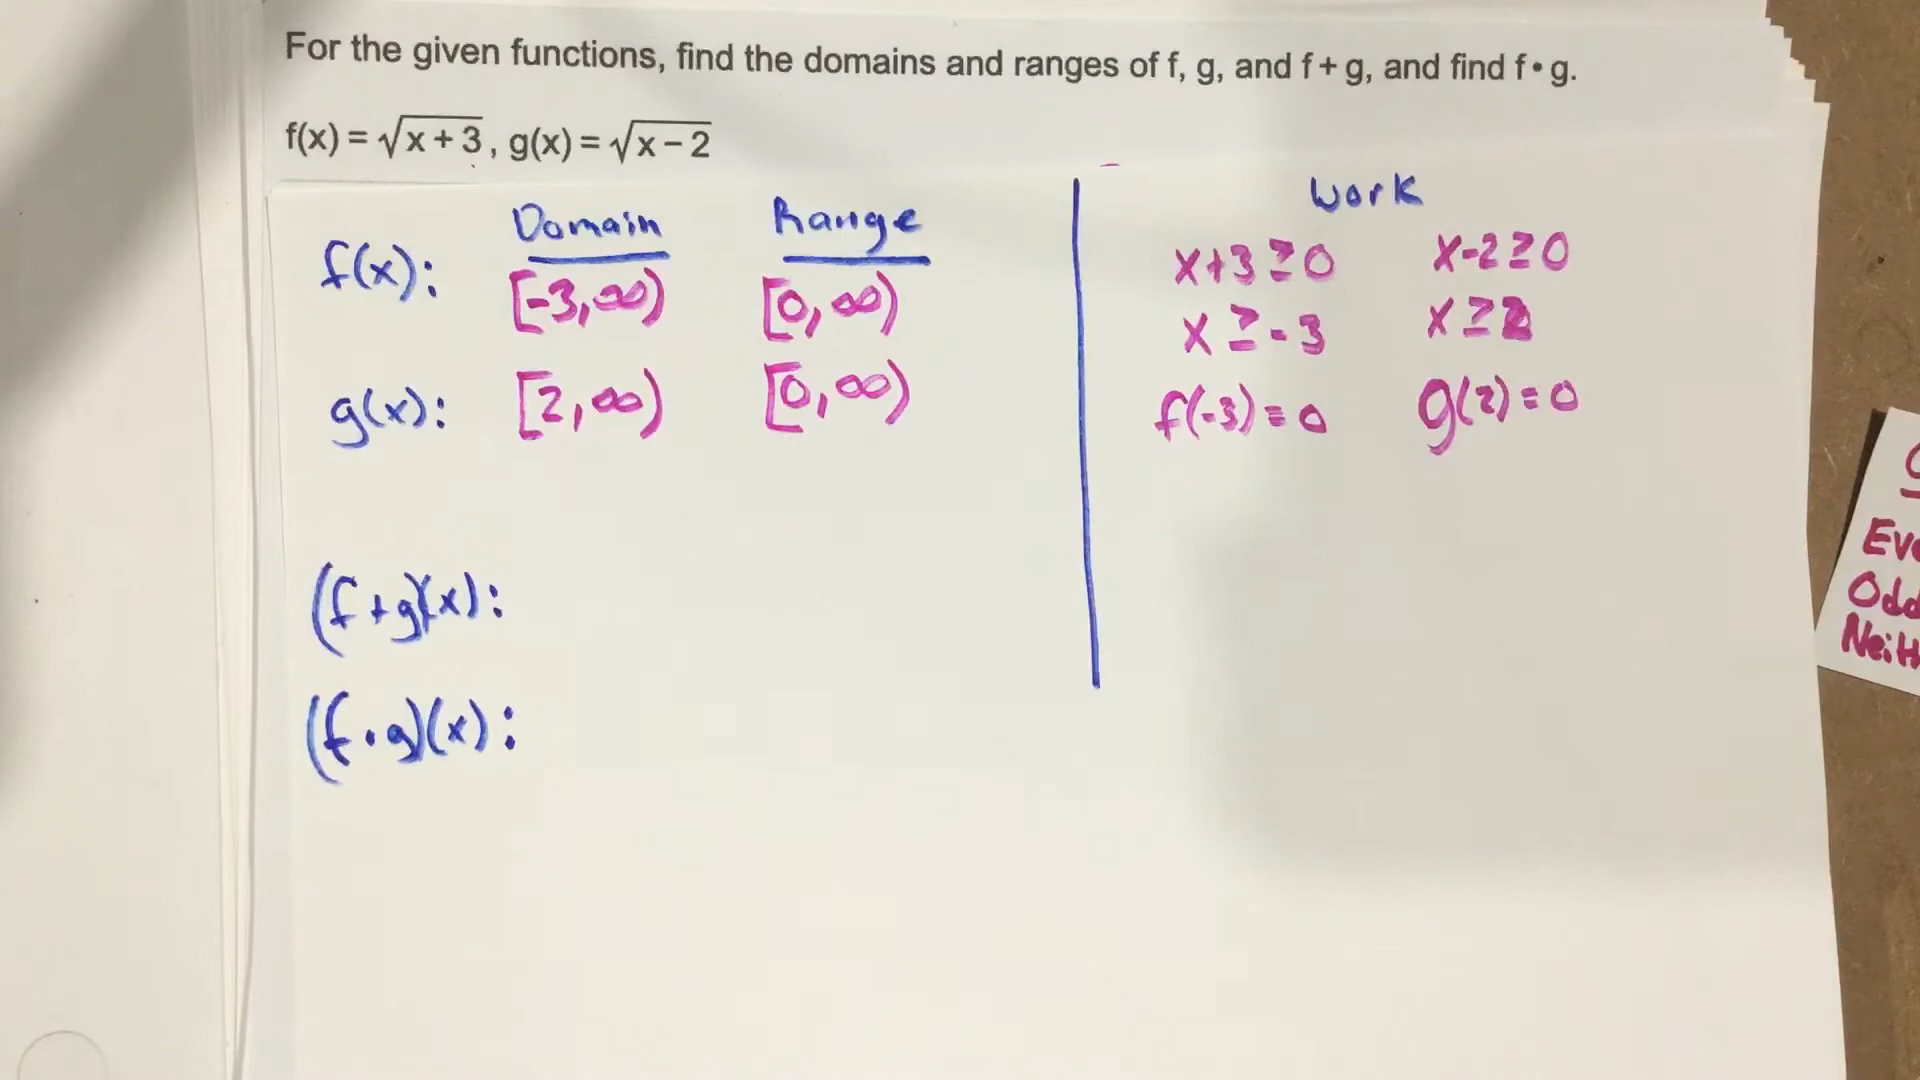 For the given functions, find the domains and ranges of f, g, and f + g, and find f • g.
f(x) = √x + 3, g(x) = √x − 2
Domain Range
f(x): [-3,∞) [0,∞)
g(x): [2,∞) [0,∞)
(f+g)(x):
(f•g)(x):
Work
x+3≥0 x-2≥0
x≥-3 x≥2
f(-3)=0 g(2)=0
Odd